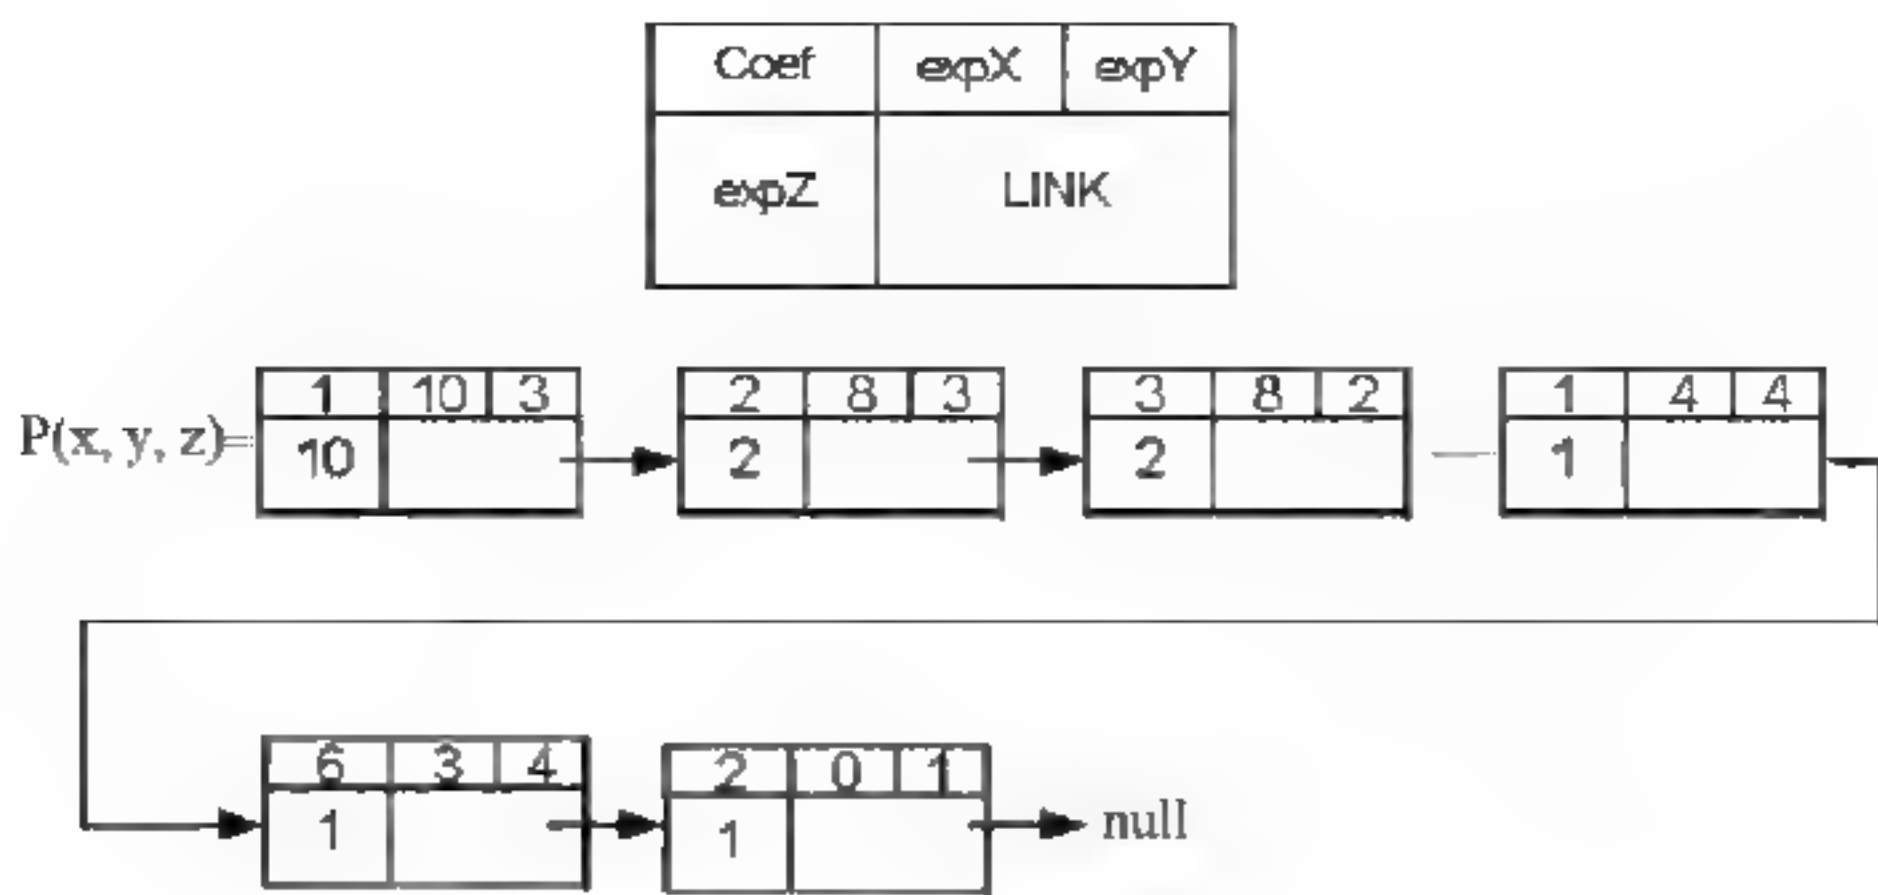 Coef expX expY
expZ LINK
1 10 3 2 8 3 3 8 2 1 4 4
P(x, y, z)= 10 2 2 1
6 3 4 2 0 1
1 1 null